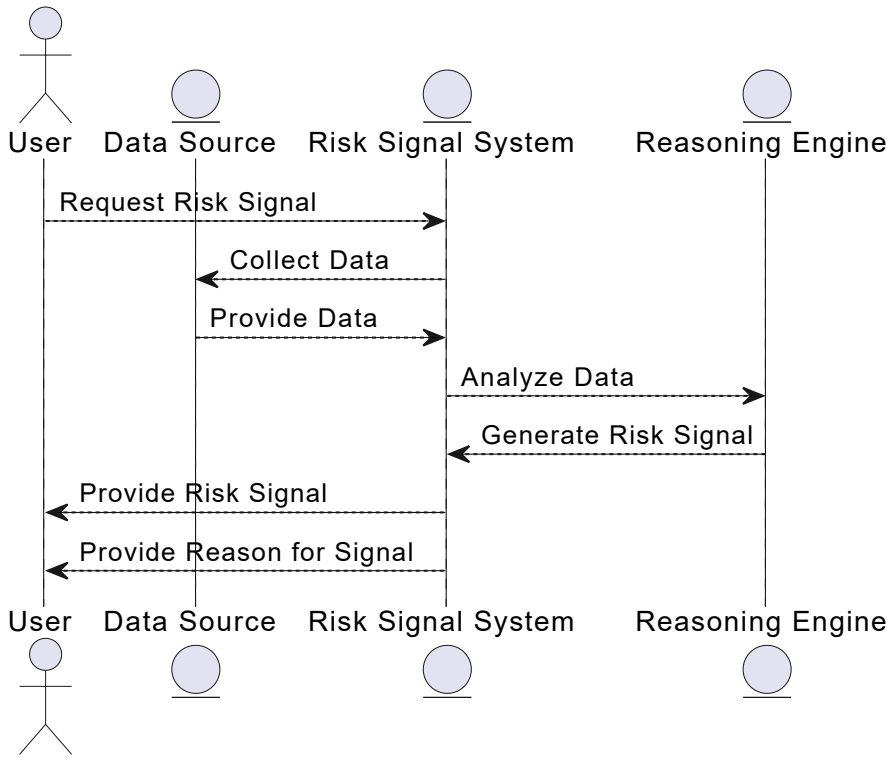 User Data Source Risk Signal System Reasoning Engine
Request Risk Signal
Collect Data
Provide Data
Analyze Data
Generate Risk Signal
Provide Risk Signal
Provide Reason for Signal
User Data Source Risk Signal System Reasoning Engine